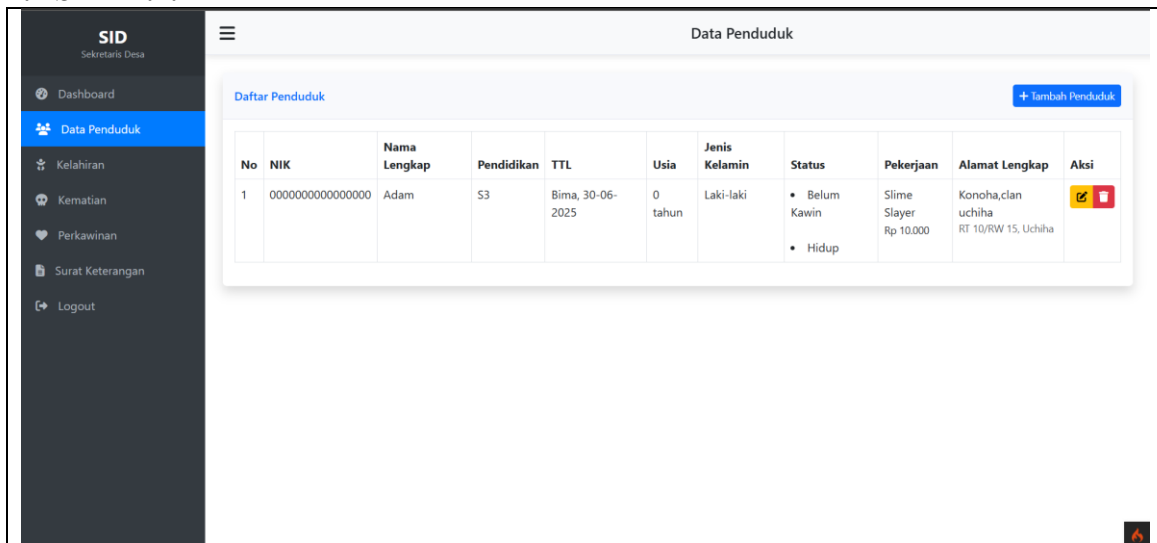 SID
Sekretaris Desa
Dashboard
Data Penduduk
Kelahiran
Kematian
Perkawinan
Surat Keterangan
Logout
Data Penduduk
Daftar Penduduk
+ Tambah Penduduk
No NIK Nama Lengkap Pendidikan TTL Usia Jenis Kelamin Status Pekerjaan Alamat Lengkap Aksi
1 0000000000000000 Adam S3 Bima, 30-06- 0 Laki-laki • Belum Slime Konoha,clan
2025 tahun Kawin Slayer uchiha
Rp 10.000 RT 10/RW 15, Uchiha
• Hidup